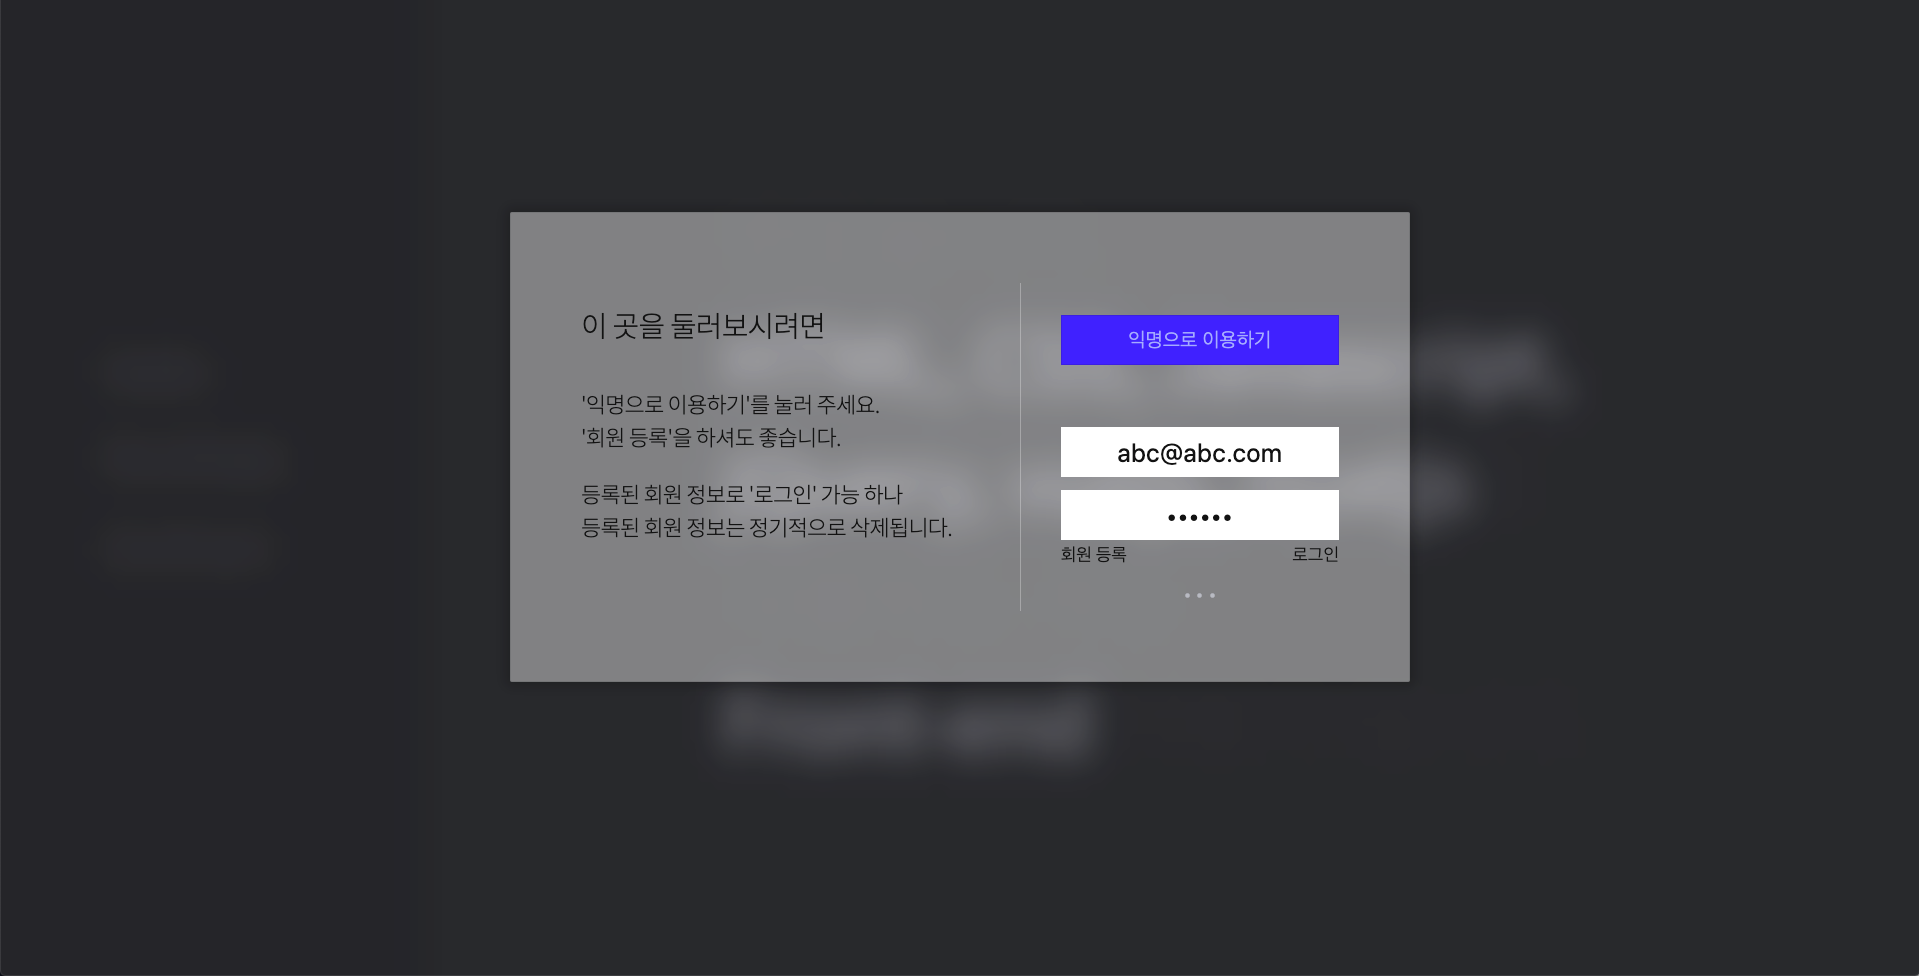 이 곳을 둘러보시려면
'익명으로 이용하기'를 눌러 주세요.
'회원 등록'을 하셔도 좋습니다.
등록된 회원 정보로 '로그인' 가능 하나
등록된 회원 정보는 정기적으로 삭제됩니다.
익명으로 이용하기
abc@abc.com
••••••
회원 등록
로그인